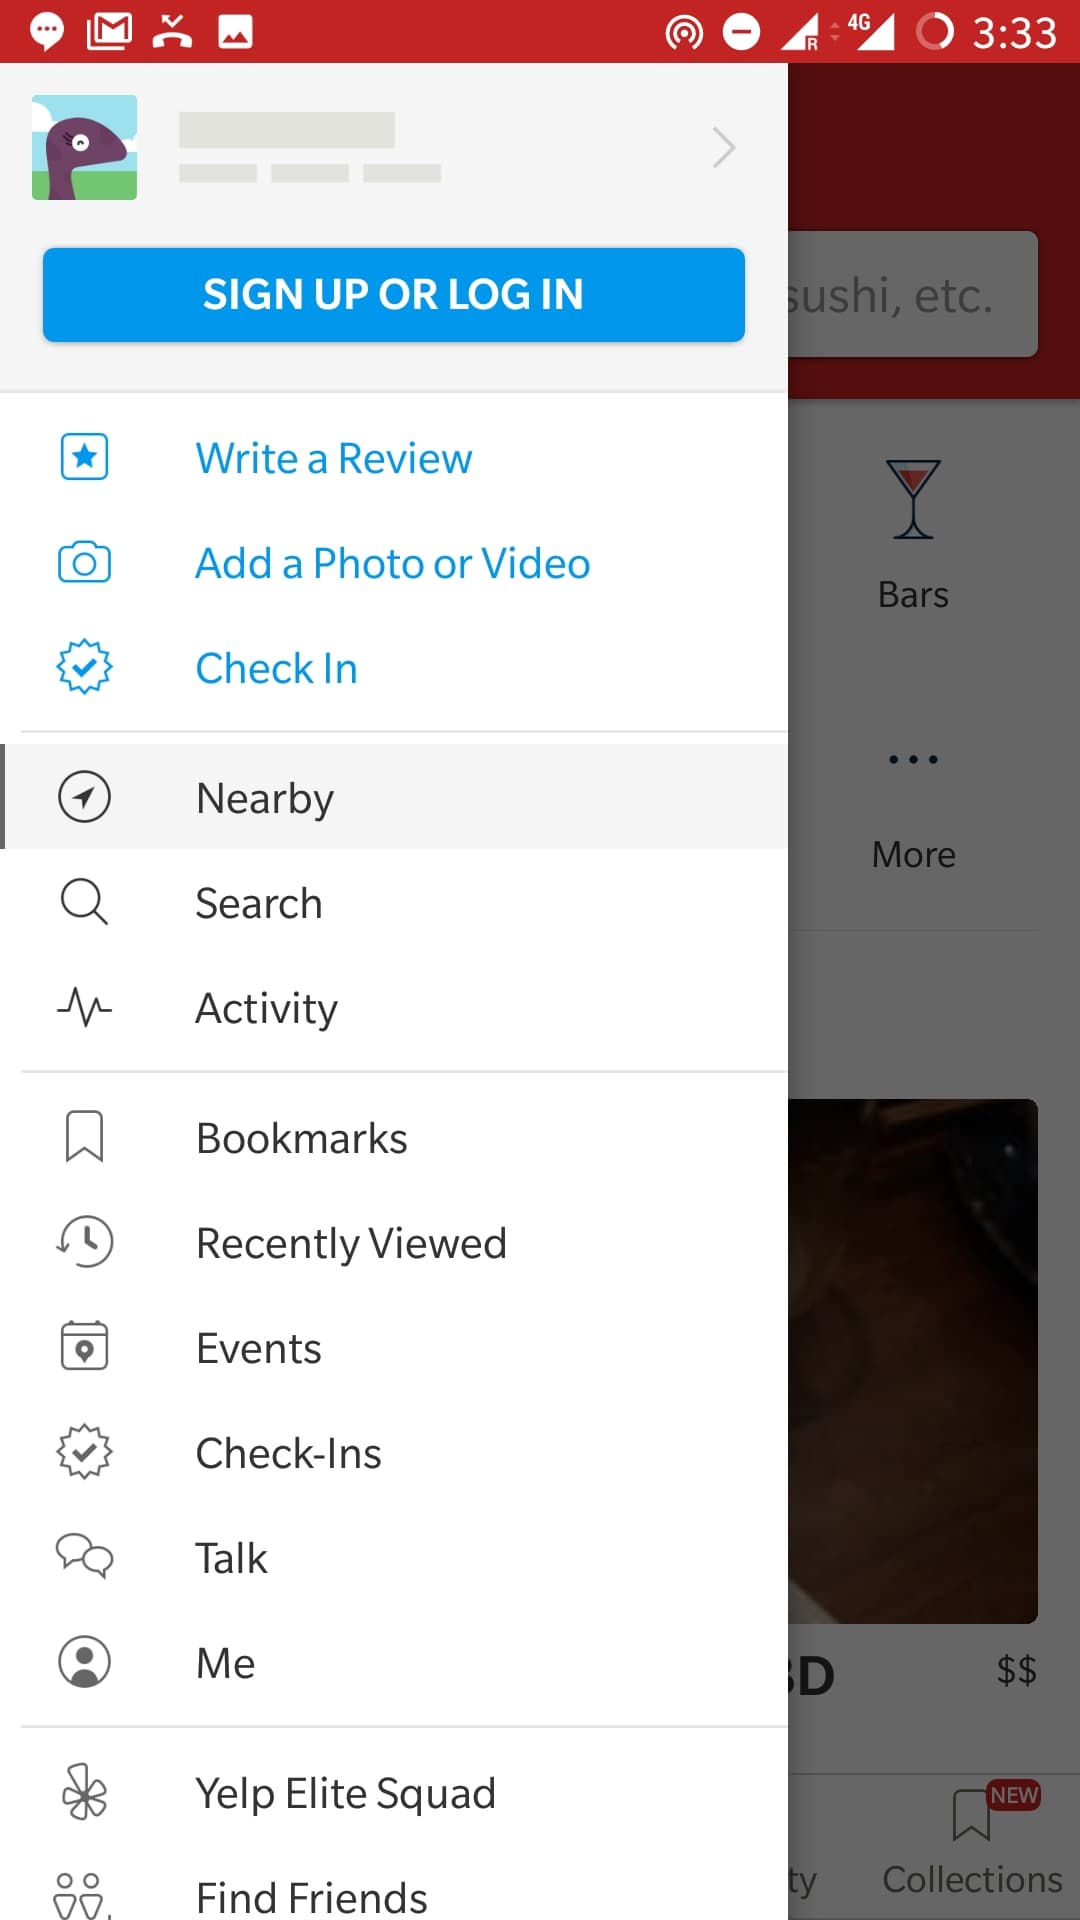 R 4G 3:33
SIGN UP OR LOG IN
sushi, etc.
Write a Review
Add a Photo or Video
Bars
Check In
Nearby
More
Search
Activity
Bookmarks
Recently Viewed
Events
Check-Ins
Talk
Me
$$
Yelp Elite Squad
NEW
Collections
Find Friends